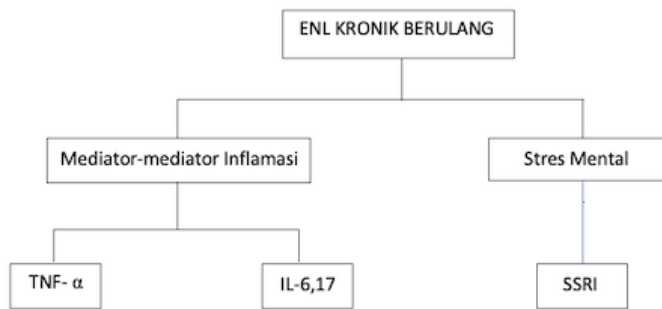 ENL KRONIK BERULANG
Mediator-mediator Inflamasi
Stres Mental
TNF- α
IL-6,17
SSRI